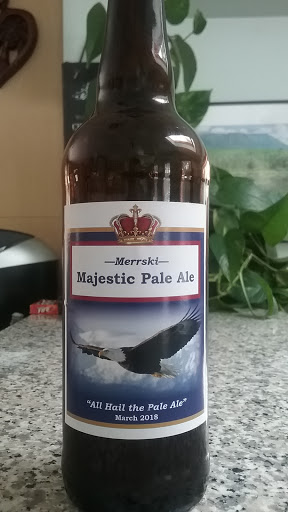 —Merrski—
Majestic Pale Ale
“All Hail the Pale Ale”
March 2018